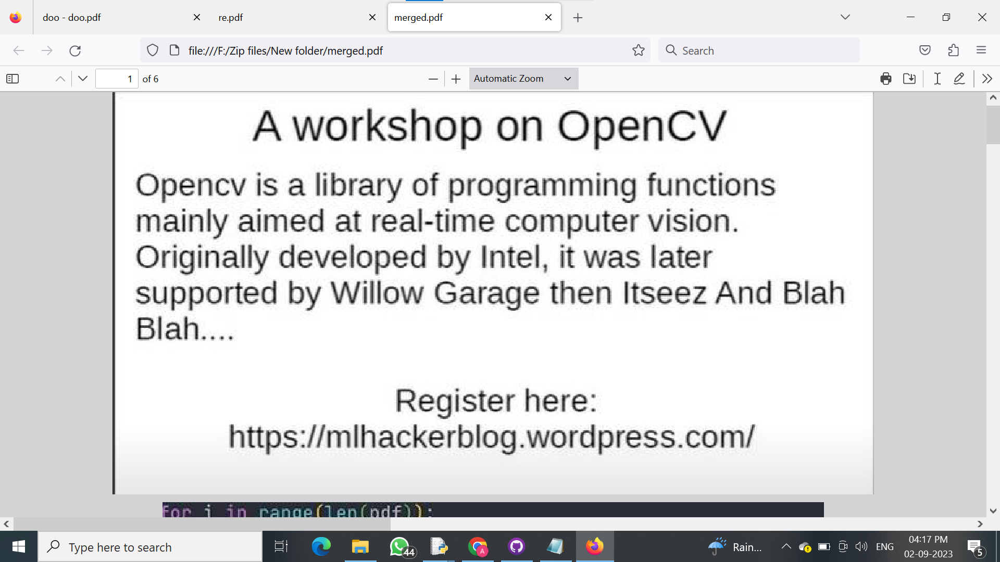 doo - doo.pdf
re.pdf
merged.pdf
file:///F:/Zip files/New folder/merged.pdf
Search
1 of 6
Automatic Zoom
A workshop on OpenCV
Opencv is a library of programming functions
mainly aimed at real-time computer vision.
Originally developed by Intel, it was later
supported by Willow Garage then Itseez And Blah
Blah....
Register here:
https://mlhackerblog.wordpress.com/
for i in range(len(pdf)):
Type here to search
44
A
Rain...
ENG
04:17 PM
02-09-2023
5